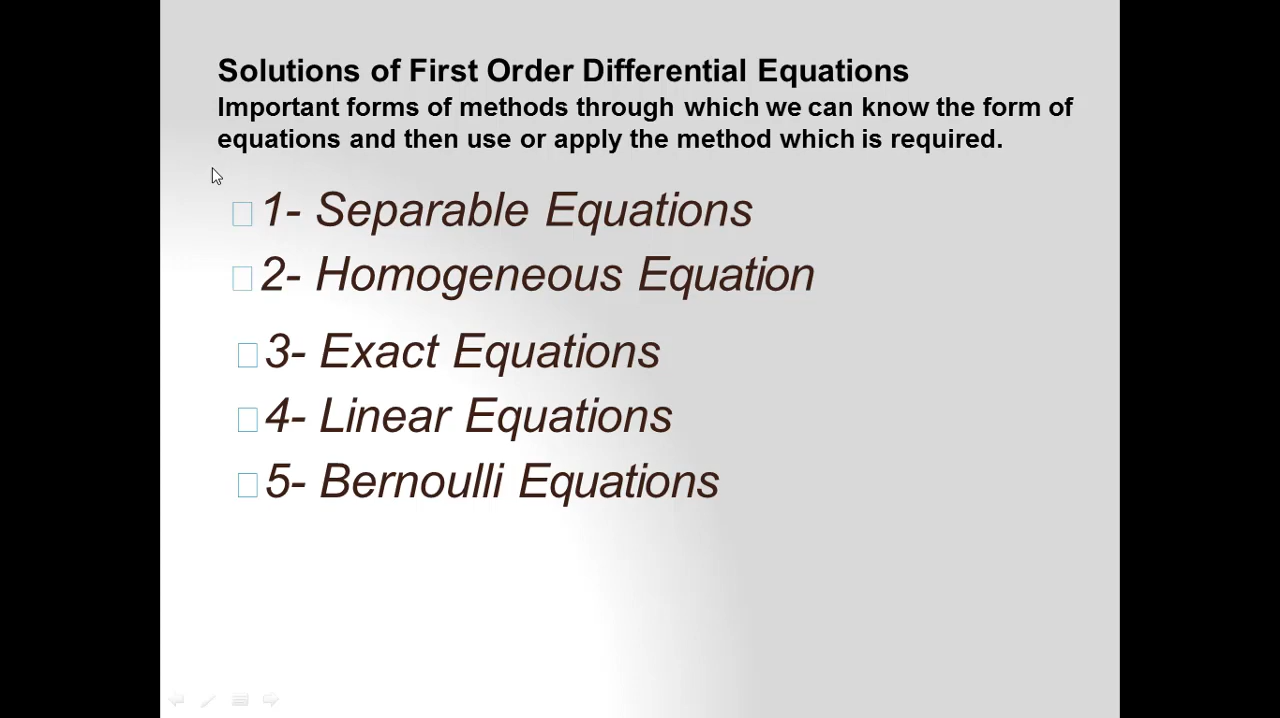 Solutions of First Order Differential Equations
Important forms of methods through which we can know the form of
equations and then use or apply the method which is required.
1- Separable Equations
2- Homogeneous Equation
3- Exact Equations
4- Linear Equations
5- Bernoulli Equations